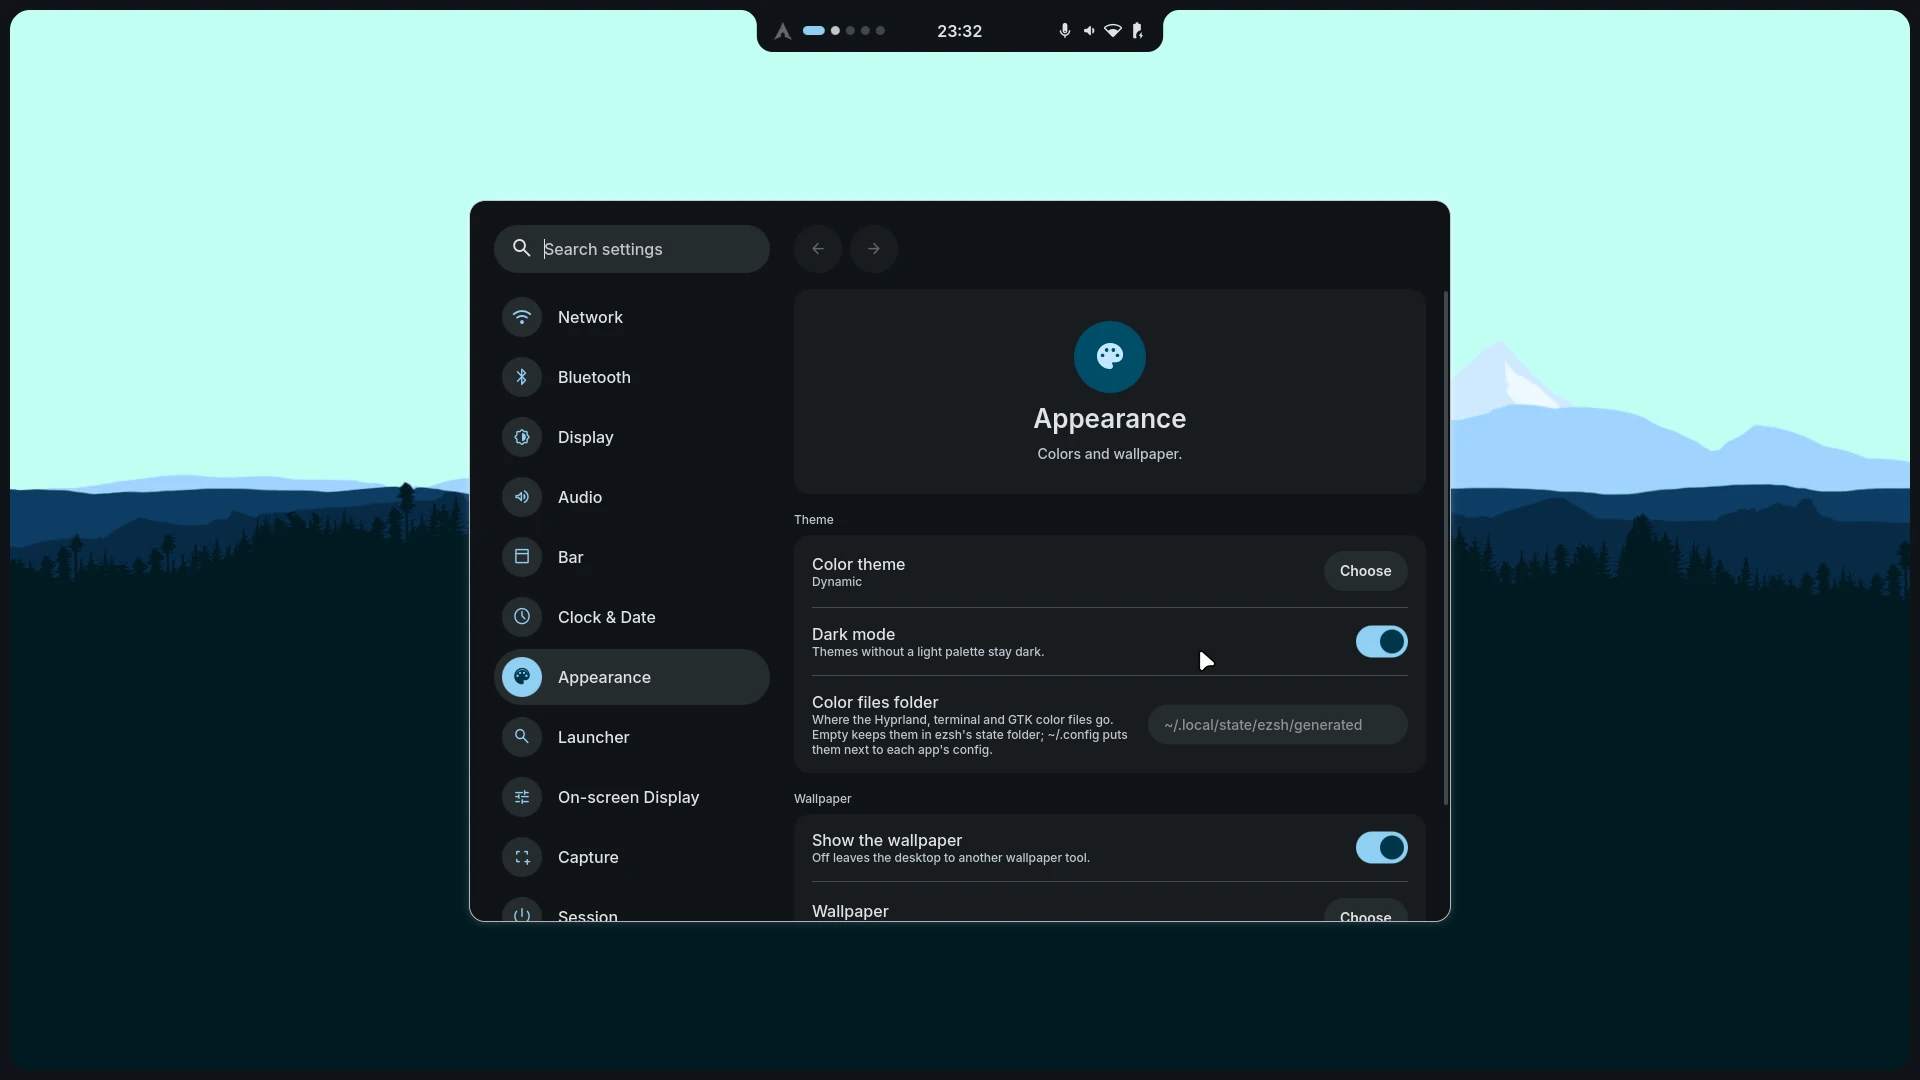 23:32
Search settings
Network
Bluetooth
Display
Audio
Bar
Clock & Date
Appearance
Launcher
On-screen Display
Capture
Session
Appearance
Colors and wallpaper.
Theme
Color theme
Dynamic
Choose
Dark mode
Themes without a light palette stay dark.
Color files folder
Where the Hyprland, terminal and GTK color files go.
Empty keeps them in ezsh's state folder; ~/.config puts
them next to each app's config.
~/.local/state/ezsh/generated
Wallpaper
Show the wallpaper
Off leaves the desktop to another wallpaper tool.
Wallpaper
Choose